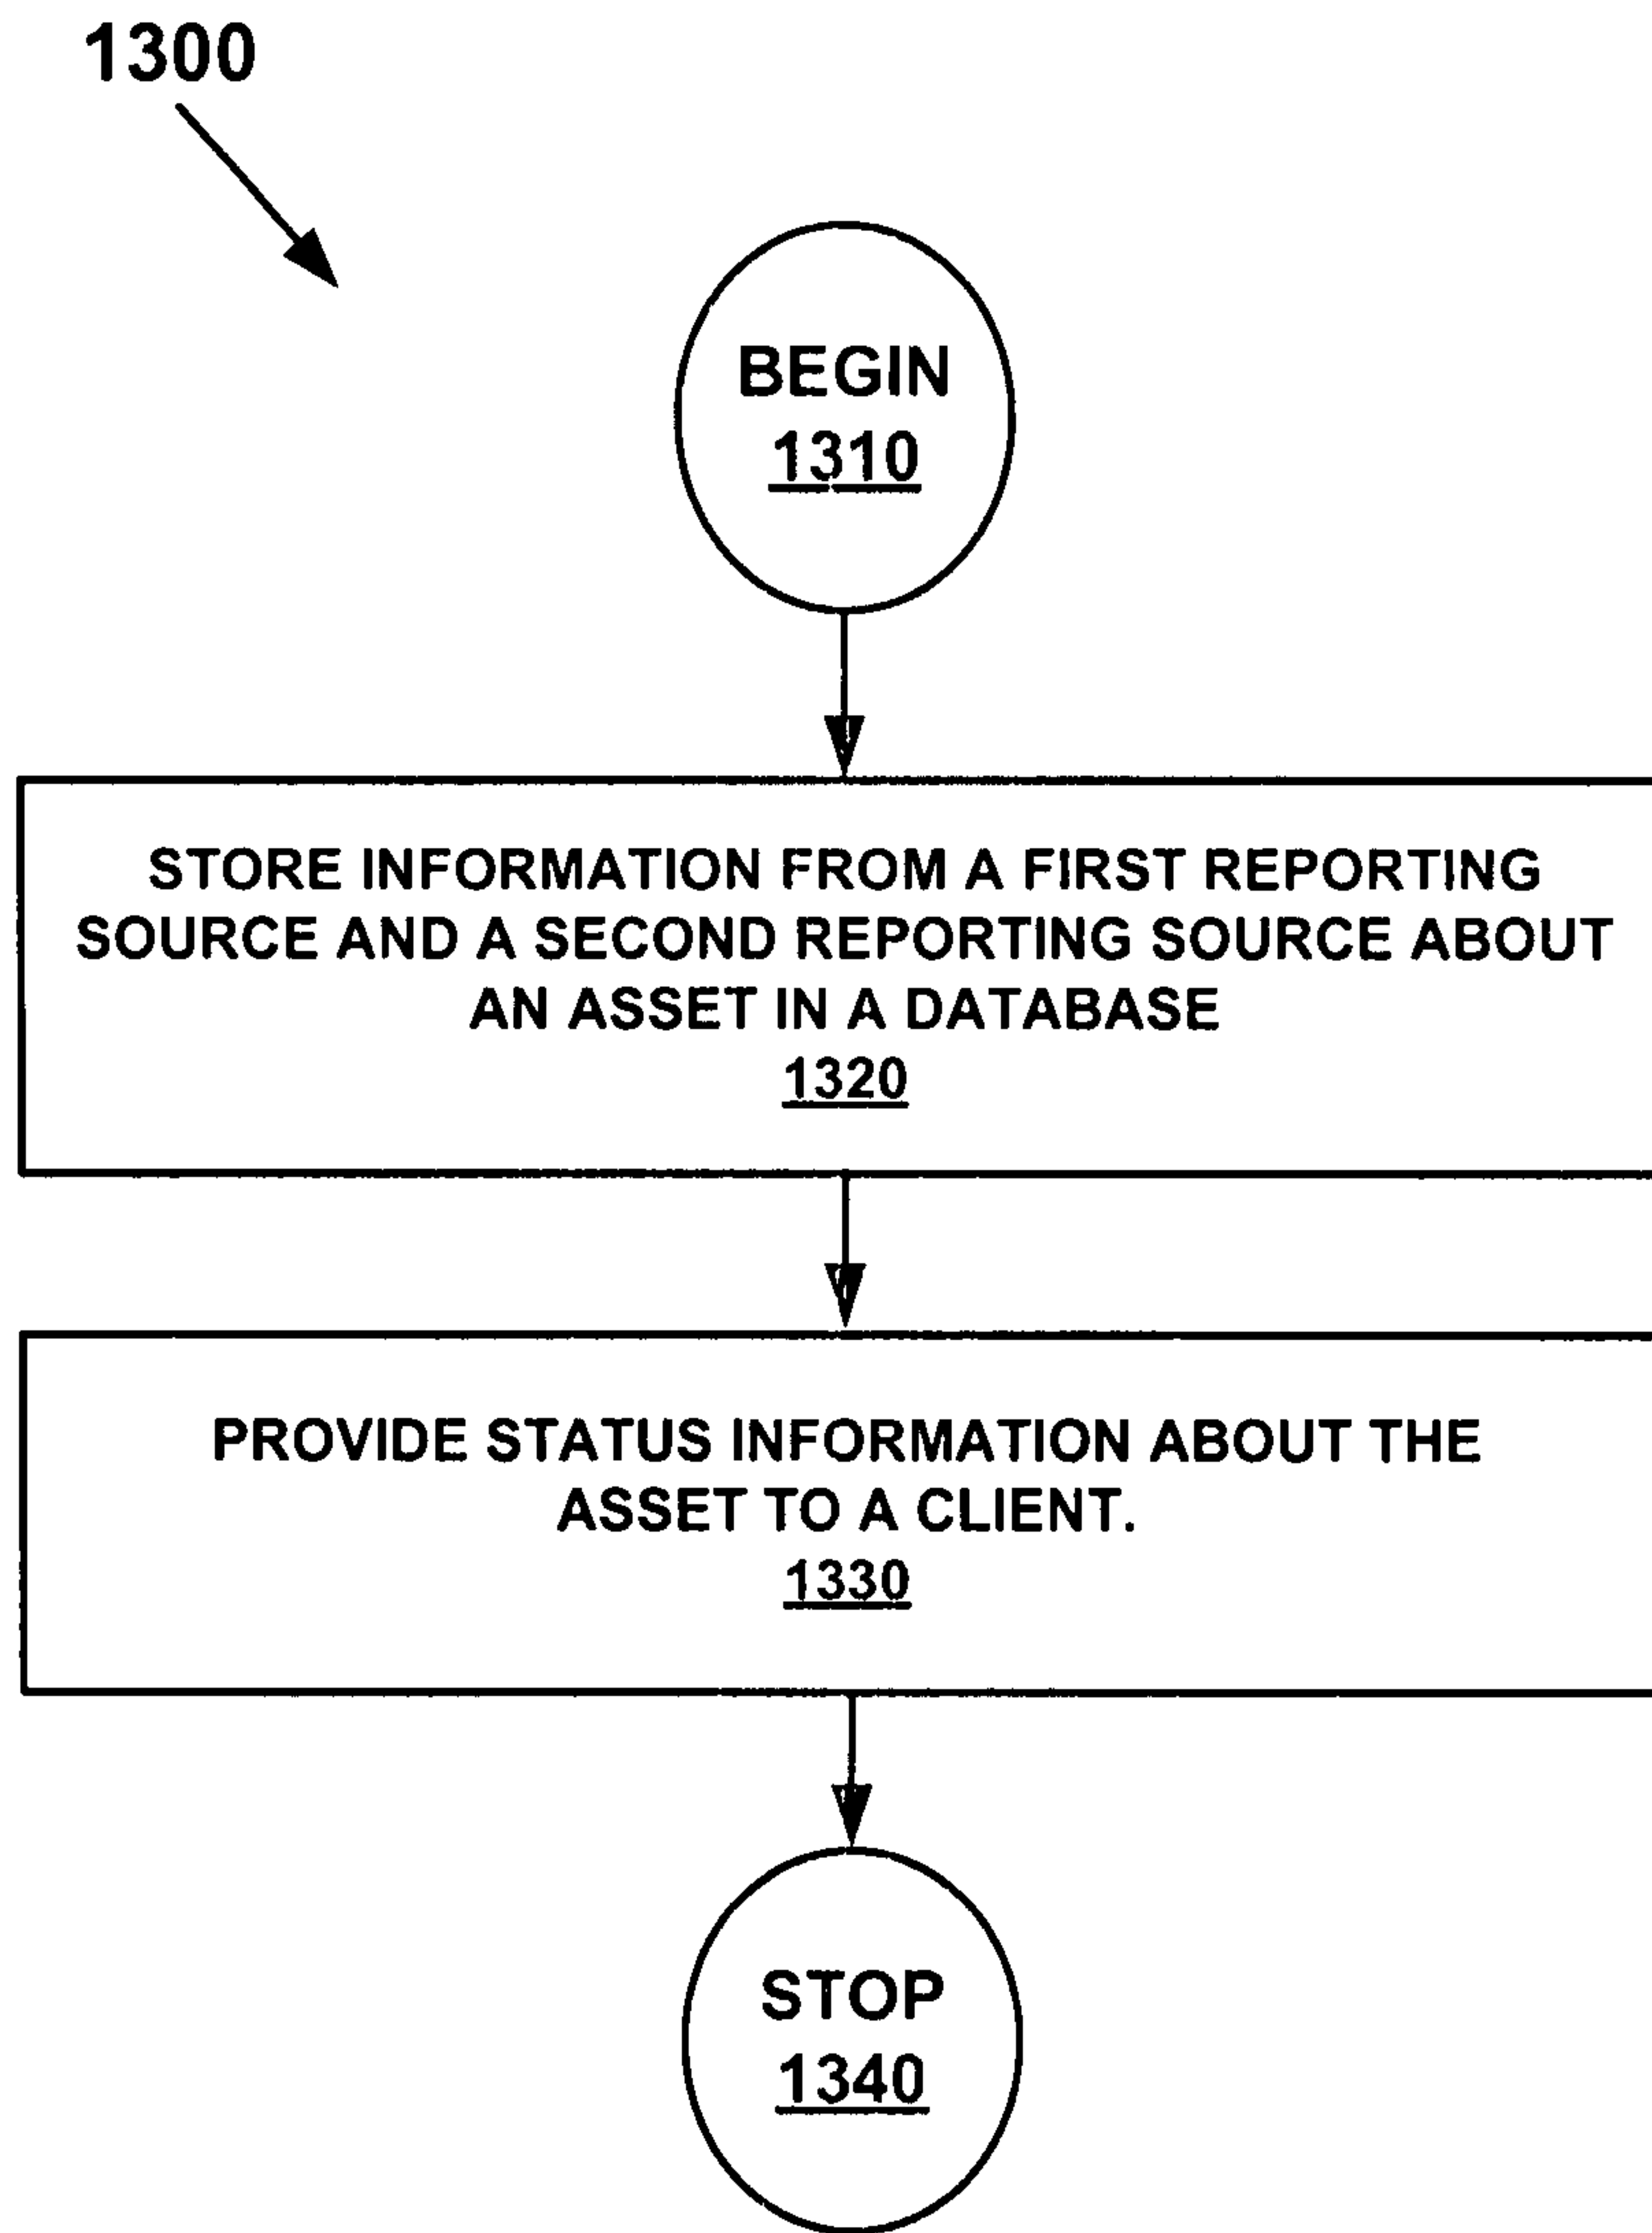 1300
BEGIN
1310
STORE INFORMATION FROM A FIRST REPORTING
SOURCE AND A SECOND REPORTING SOURCE ABOUT
AN ASSET IN A DATABASE
1320
PROVIDE STATUS INFORMATION ABOUT THE
ASSET TO A CLIENT.
1330
STOP
1340